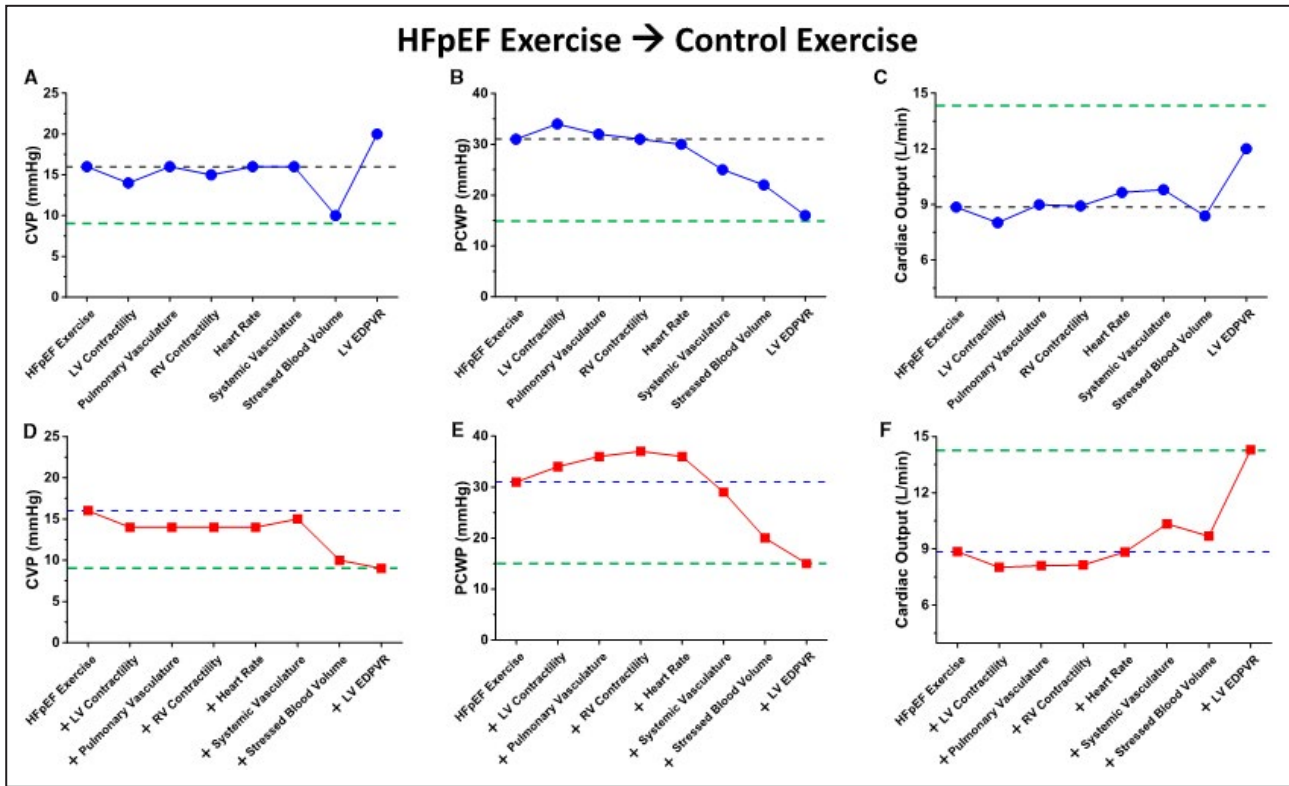 HFpEF Exercise → Control Exercise
A
25
20
15
10
5
0
CVP (mmHg)
HFpEF Exercise
LV Contractility
Pulmonary Vasculature
RV Contractility
Heart Rate
Systemic Vasculature
Stressed Blood Volume
LV EDPVR
B
40
30
20
10
0
PCWP (mmHg)
HFpEF Exercise
LV Contractility
Pulmonary Vasculature
RV Contractility
Heart Rate
Systemic Vasculature
Stressed Blood Volume
LV EDPVR
C
15
12
9
6
Cardiac Output (L/min)
HFpEF Exercise
LV Contractility
Pulmonary Vasculature
RV Contractility
Heart Rate
Systemic Vasculature
Stressed Blood Volume
LV EDPVR
D
25
20
15
10
5
0
CVP (mmHg)
HFpEF Exercise
+ LV Contractility
+ Pulmonary Vasculature
+ RV Contractility
+ Heart Rate
+ Systemic Vasculature
+ Stressed Blood Volume
+ LV EDPVR
E
40
30
20
10
0
PCWP (mmHg)
HFpEF Exercise
+ LV Contractility
+ Pulmonary Vasculature
+ RV Contractility
+ Heart Rate
+ Systemic Vasculature
+ Stressed Blood Volume
+ LV EDPVR
F
15
12
9
6
Cardiac Output (L/min)
HFpEF Exercise
+ LV Contractility
+ Pulmonary Vasculature
+ RV Contractility
+ Heart Rate
+ Systemic Vasculature
+ Stressed Blood Volume
+ LV EDPVR